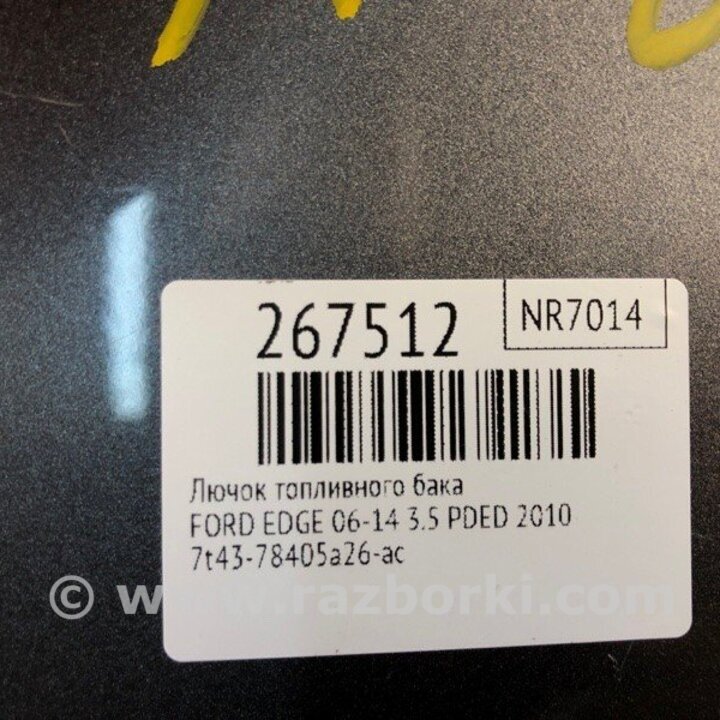 267512
NR7014
Лючок топливного бака
FORD EDGE 06-14 3.5 PDED 2010
7t43-78405a26-ac
© www.razborki.com